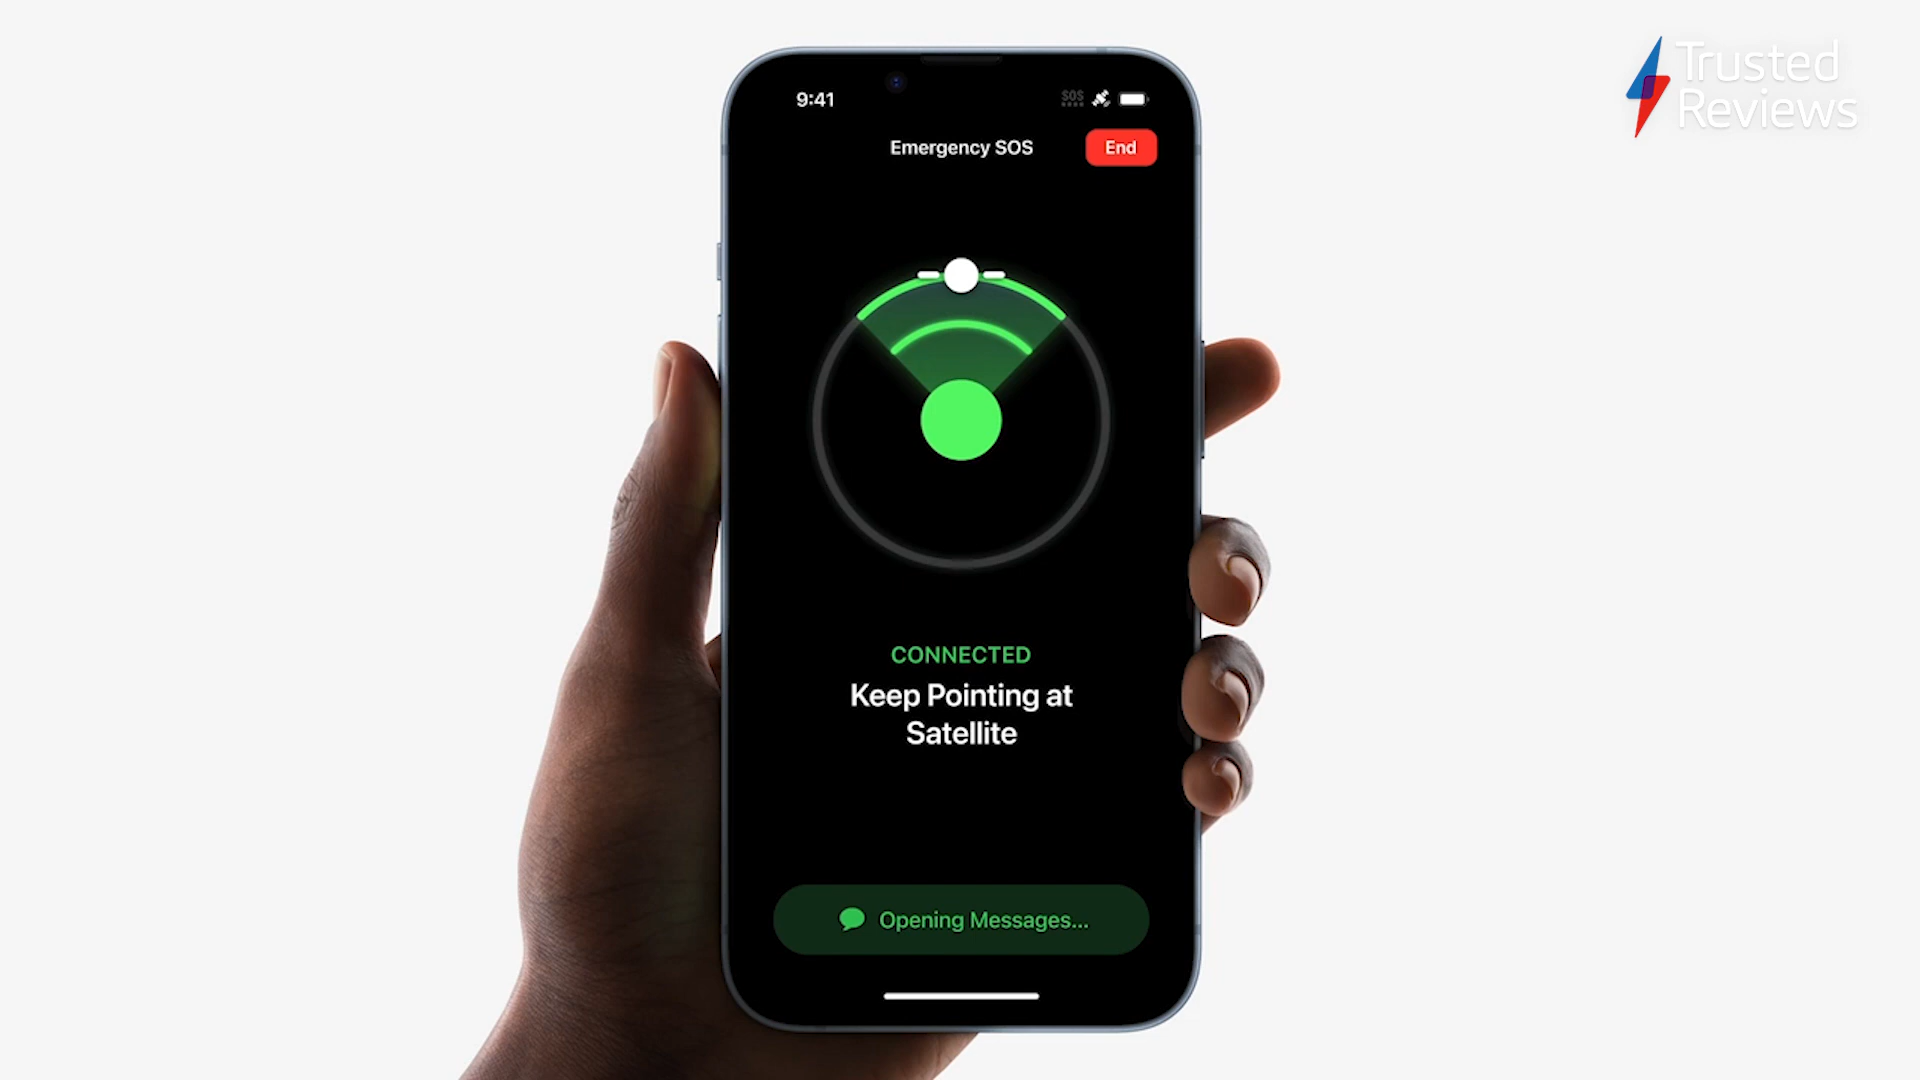 Trusted
Reviews
9:41
SOS
Emergency SOS
End
CONNECTED
Keep Pointing at
Satellite
Opening Messages...